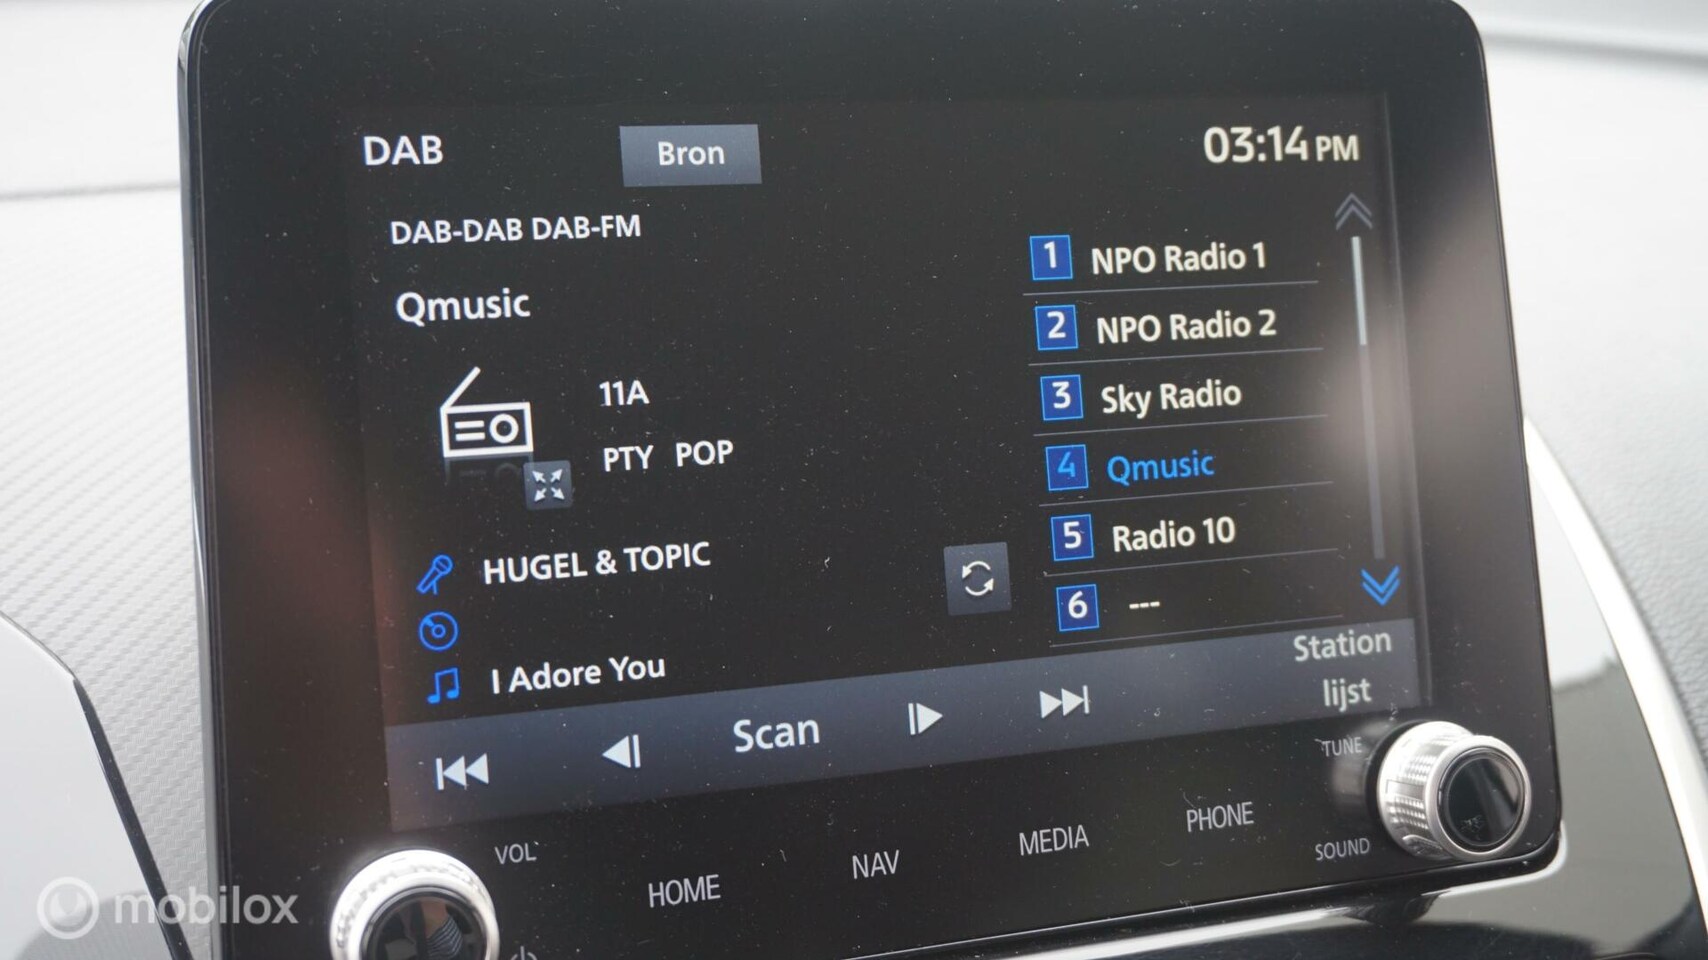 DAB
Bron
03:14 PM
DAB-DAB DAB-FM
Qmusic
11A
PTY POP
HUGEL & TOPIC
I Adore You
1 NPO Radio 1
2 NPO Radio 2
3 Sky Radio
4 Qmusic
5 Radio 10
6 ---
Scan
Station
lijst
TUNE
VOL
HOME
NAV
MEDIA
PHONE
SOUND
mobilox